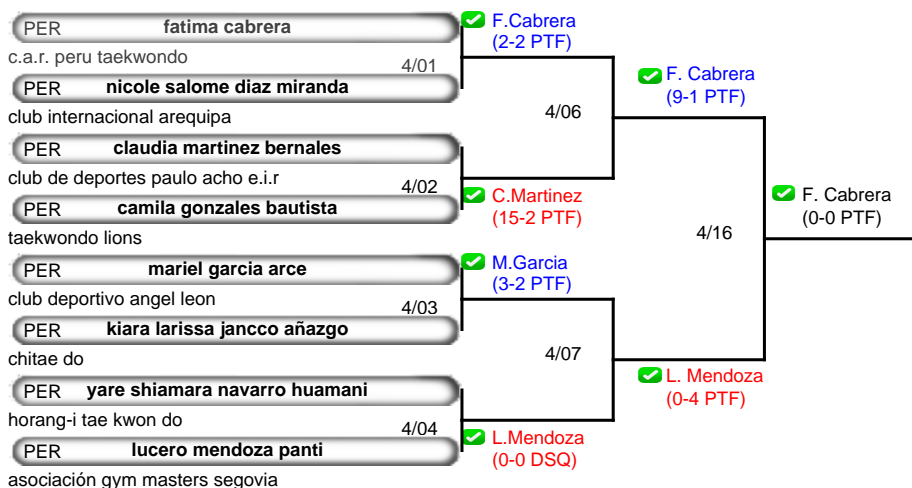 PER fatima cabrera
c.a.r. peru taekwondo
4/01
PER nicole salome diaz miranda
club internacional arequipa
F.Cabrera
(2-2 PTF)
4/06
PER claudia martinez bernales
club de deportes paulo acho e.i.r
4/02
PER camila gonzales bautista
taekwondo lions
C.Martinez
(15-2 PTF)
F. Cabrera
(9-1 PTF)
4/16
F. Cabrera
(0-0 PTF)
PER mariel garcia arce
club deportivo angel leon
4/03
PER kiara larissa jancco añazgo
chitae do
M.Garcia
(3-2 PTF)
4/07
PER yare shiamara navarro huamani
horang-i tae kwon do
4/04
PER lucero mendoza panti
asociación gym masters segovia
L.Mendoza
(0-0 DSQ)
L. Mendoza
(0-4 PTF)